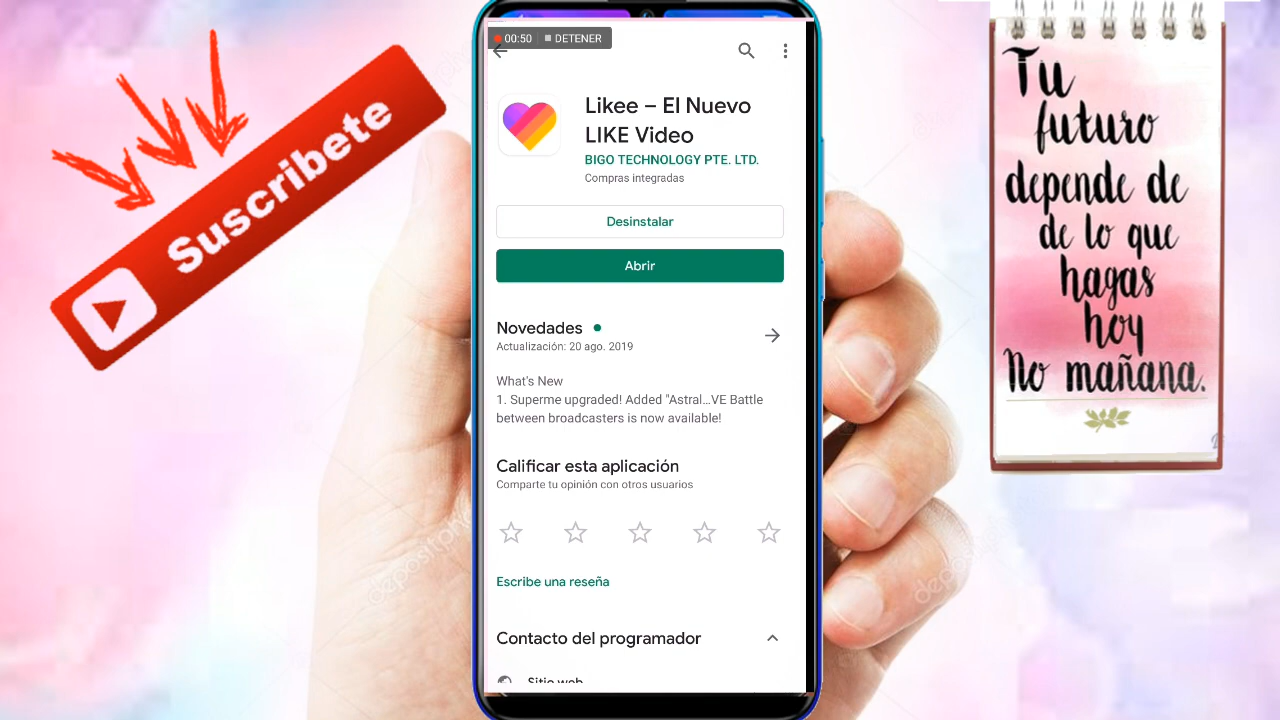 Suscribete
00:50 DETENER
Likee – El Nuevo
LIKE Video
BIGO TECHNOLOGY PTE. LTD.
Compras integradas
Desinstalar
Abrir
Novedades
Actualización: 20 ago. 2019
What's New
1. Superme upgraded! Added "Astral...VE Battle
between broadcasters is now available!
Calificar esta aplicación
Comparte tu opinión con otros usuarios
Escribe una reseña
Contacto del programador
Sitio web
Tu
futuro
depende de
de lo que
hagas
hoy
No mañana.